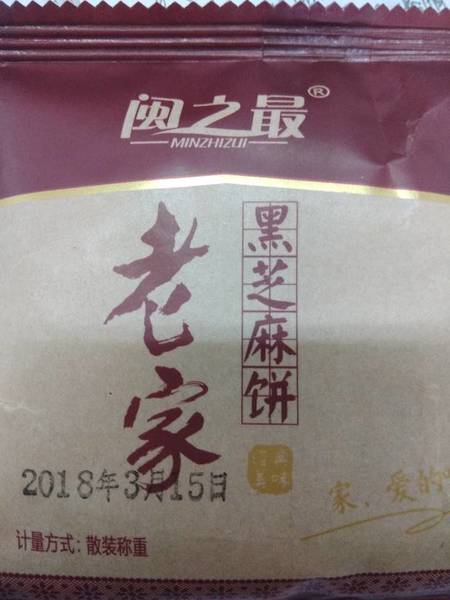 闽之最®
MINZHIZUI
老家
黑芝麻饼
2018年3月15日
家、爱的
计量方式: 散装称重